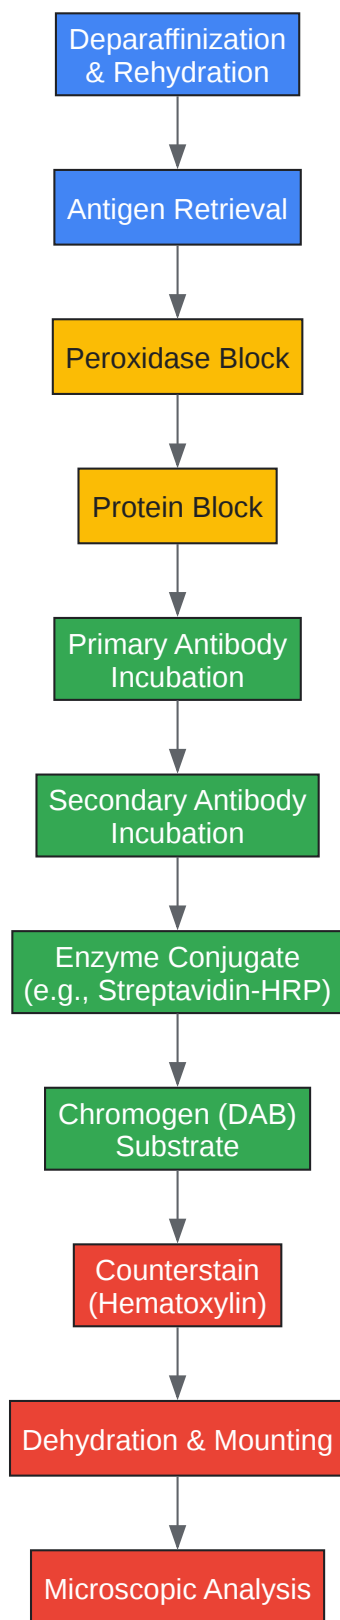 Deparaffinization
& Rehydration
Antigen Retrieval
Peroxidase Block
Protein Block
Primary Antibody
Incubation
Secondary Antibody
Incubation
Enzyme Conjugate
(e.g., Streptavidin-HRP)
Chromogen (DAB)
Substrate
Counterstain
(Hematoxylin)
Dehydration & Mounting
Microscopic Analysis